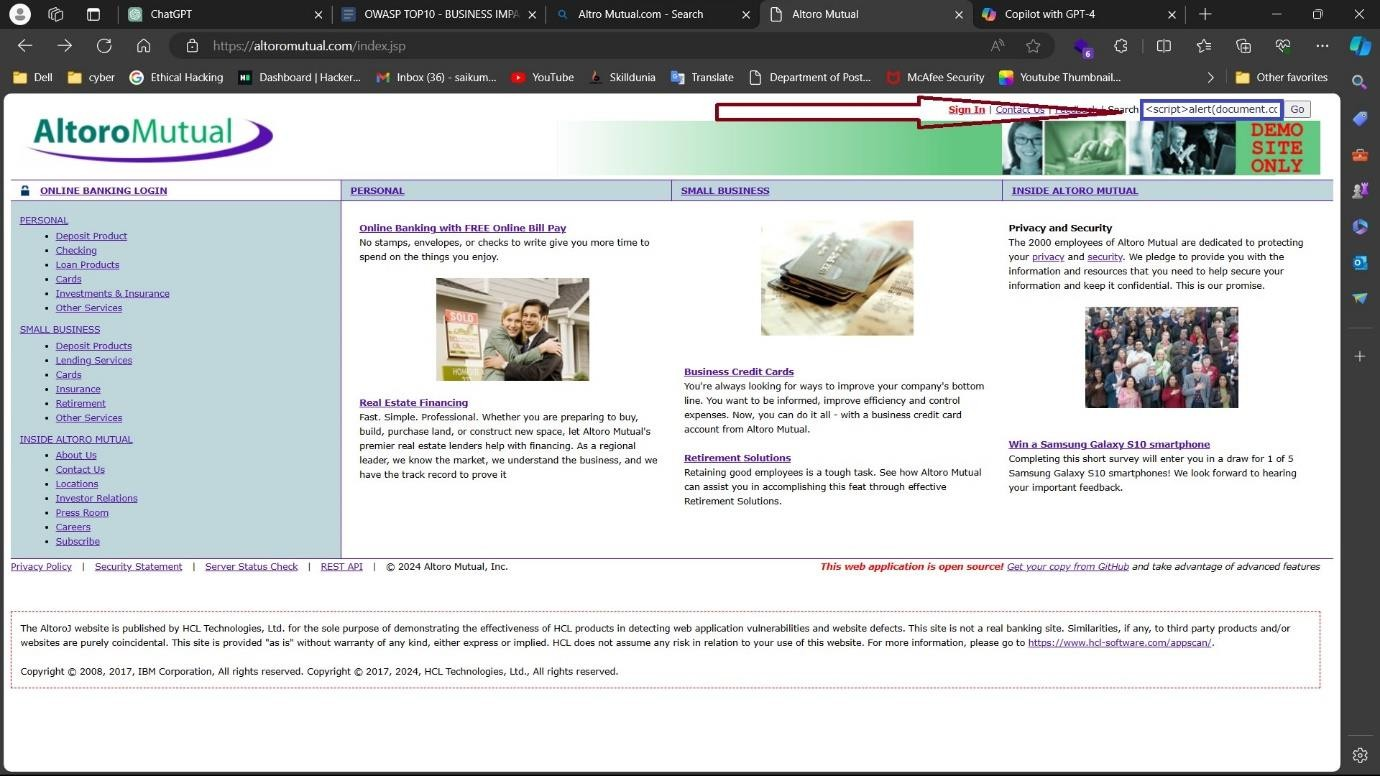 ChatGPT
OWASP TOP10 - BUSINESS IMPA
Altro Mutual.com - Search
Altoro Mutual
Copilot with GPT-4
https://altoromutual.com/index.jsp
6
Dell
cyber
Ethical Hacking
Dashboard | Hacker...
Inbox (36) - saikum...
YouTube
Skilldunia
Translate
Department of Post...
McAfee Security
Youtube Thumbnail...
Other favorites
Sign In | Contact Us | Feedback | Search <script>alert(document.cc Go
AltoroMutual
DEMO
SITE
ONLY
ONLINE BANKING LOGIN
PERSONAL
SMALL BUSINESS
INSIDE ALTORO MUTUAL
PERSONAL
Deposit Product
Checking
Loan Products
Cards
Investments & Insurance
Other Services
SMALL BUSINESS
Deposit Products
Lending Services
Cards
Insurance
Retirement
Other Services
INSIDE ALTORO MUTUAL
About Us
Contact Us
Locations
Investor Relations
Press Room
Careers
Subscribe
Online Banking with FREE Online Bill Pay
No stamps, envelopes, or checks to write give you more time to
spend on the things you enjoy.
SOLD
Real Estate Financing
Fast. Simple. Professional. Whether you are preparing to buy,
build, purchase land, or construct new space, let Altoro Mutual's
premier real estate lenders help with financing. As a regional
leader, we know the market, we understand the business, and we
have the track record to prove it
Business Credit Cards
You're always looking for ways to improve your company's bottom
line. You want to be informed, improve efficiency and control
expenses. Now, you can do it all - with a business credit card
account from Altoro Mutual.
Retirement Solutions
Retaining good employees is a tough task. See how Altoro Mutual
can assist you in accomplishing this feat through effective
Retirement Solutions.
Privacy and Security
The 2000 employees of Altoro Mutual are dedicated to protecting
your privacy and security. We pledge to provide you with the
information and resources that you need to help secure your
information and keep it confidential. This is our promise.
Win a Samsung Galaxy S10 smartphone
Completing this short survey will enter you in a draw for 1 of 5
Samsung Galaxy S10 smartphones! We look forward to hearing
your important feedback.
Privacy Policy | Security Statement | Server Status Check | REST API | © 2024 Altoro Mutual, Inc.
This web application is open source! Get your copy from GitHub and take advantage of advanced features
The AltoroJ website is published by HCL Technologies, Ltd. for the sole purpose of demonstrating the effectiveness of HCL products in detecting web application vulnerabilities and website defects. This site is not a real banking site. Similarities, if any, to third party products and/or
websites are purely coincidental. This site is provided "as is" without warranty of any kind, either express or implied. HCL does not assume any risk in relation to your use of this website. For more information, please go to https://www.hcl-software.com/appscan/.
Copyright © 2008, 2017, IBM Corporation, All rights reserved. Copyright © 2017, 2024, HCL Technologies, Ltd., All rights reserved.